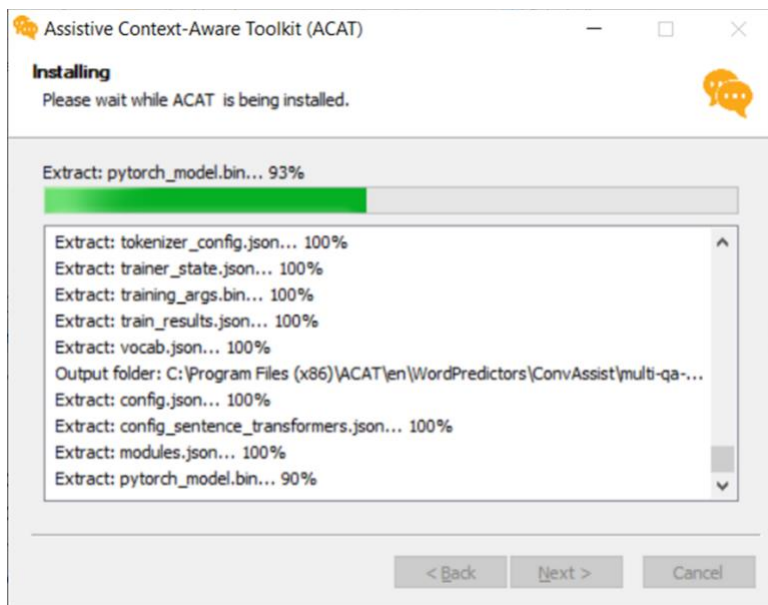 Assistive Context-Aware Toolkit (ACAT)
Installing
Please wait while ACAT is being installed.
Extract: pytorch_model.bin... 93%
Extract: tokenizer_config.json... 100%
Extract: trainer_state.json... 100%
Extract: training_args.bin... 100%
Extract: train_results.json... 100%
Extract: vocab.json... 100%
Output folder: C:\Program Files (x86)\ACAT\en\WordPredictors\ConvAssist\multi-qa-...
Extract: config.json... 100%
Extract: config_sentence_transformers.json... 100%
Extract: modules.json... 100%
Extract: pytorch_model.bin... 90%
< Back Next > Cancel